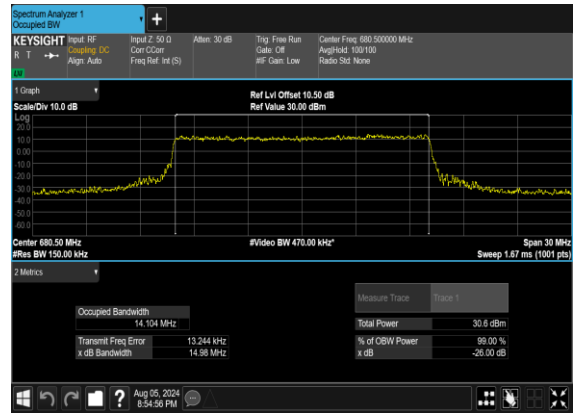 Spectrum Analyzer 1
Occupied BW
+
KEYSIGHT
R T
LXI
Input: RF
Coupling: DC
Align: Auto
Input Z: 50 Ω
Corr CCorr
Freq Ref: Int (S)
Atten: 30 dB
Trig: Free Run
Gate: Off
#IF Gain: Low
Center Freq: 680.500000 MHz
Avg|Hold: 100/100
Radio Std: None
1 Graph
Scale/Div 10.0 dB
Ref Lvl Offset 10.50 dB
Ref Value 30.00 dBm
Log
20.0
10.0
0.00
-10.0
-20.0
-30.0
-40.0
-50.0
-60.0
Center 680.50 MHz
#Res BW 150.00 kHz
#Video BW 470.00 kHz*
Span 30 MHz
Sweep 1.67 ms (1001 pts)
2 Metrics
Occupied Bandwidth
14.104 MHz
Transmit Freq Error 13.244 kHz
x dB Bandwidth 14.98 MHz
Measure Trace Trace 1
Total Power 30.6 dBm
% of OBW Power 99.00 %
x dB -26.00 dB
?
Aug 05, 2024
8:54:56 PM